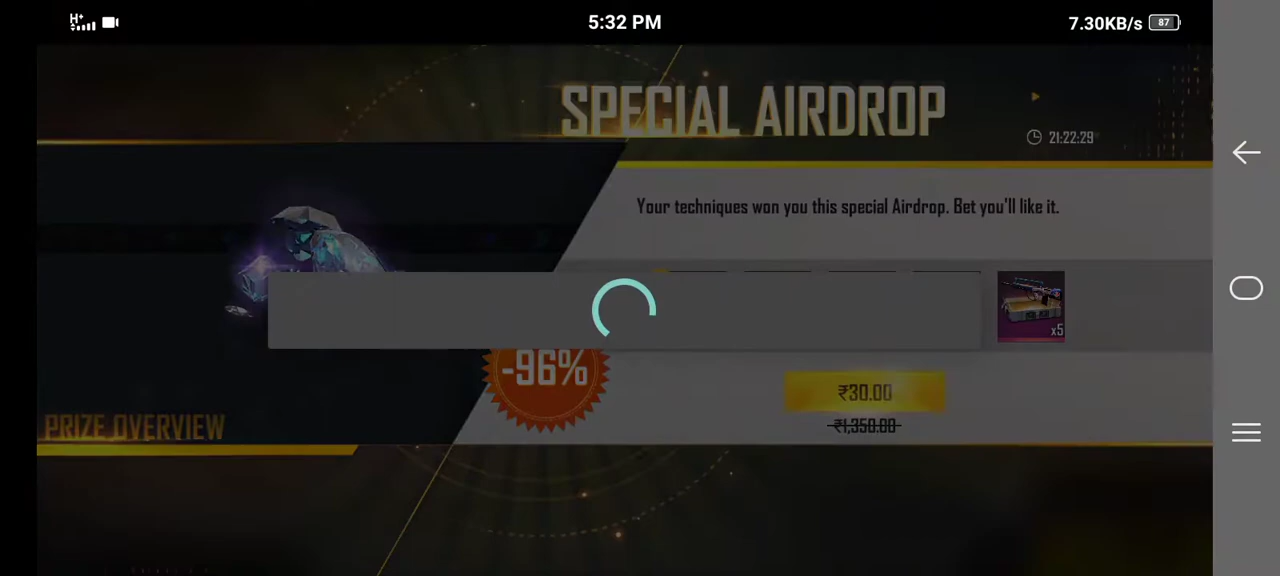 H+ 5:32 PM 7.30KB/s 87
SPECIAL AIRDROP
21:22:29
Your techniques won you this special Airdrop. Bet you'll like it.
x5
-96%
₹30.00
₹1,350.00
PRIZE OVERVIEW